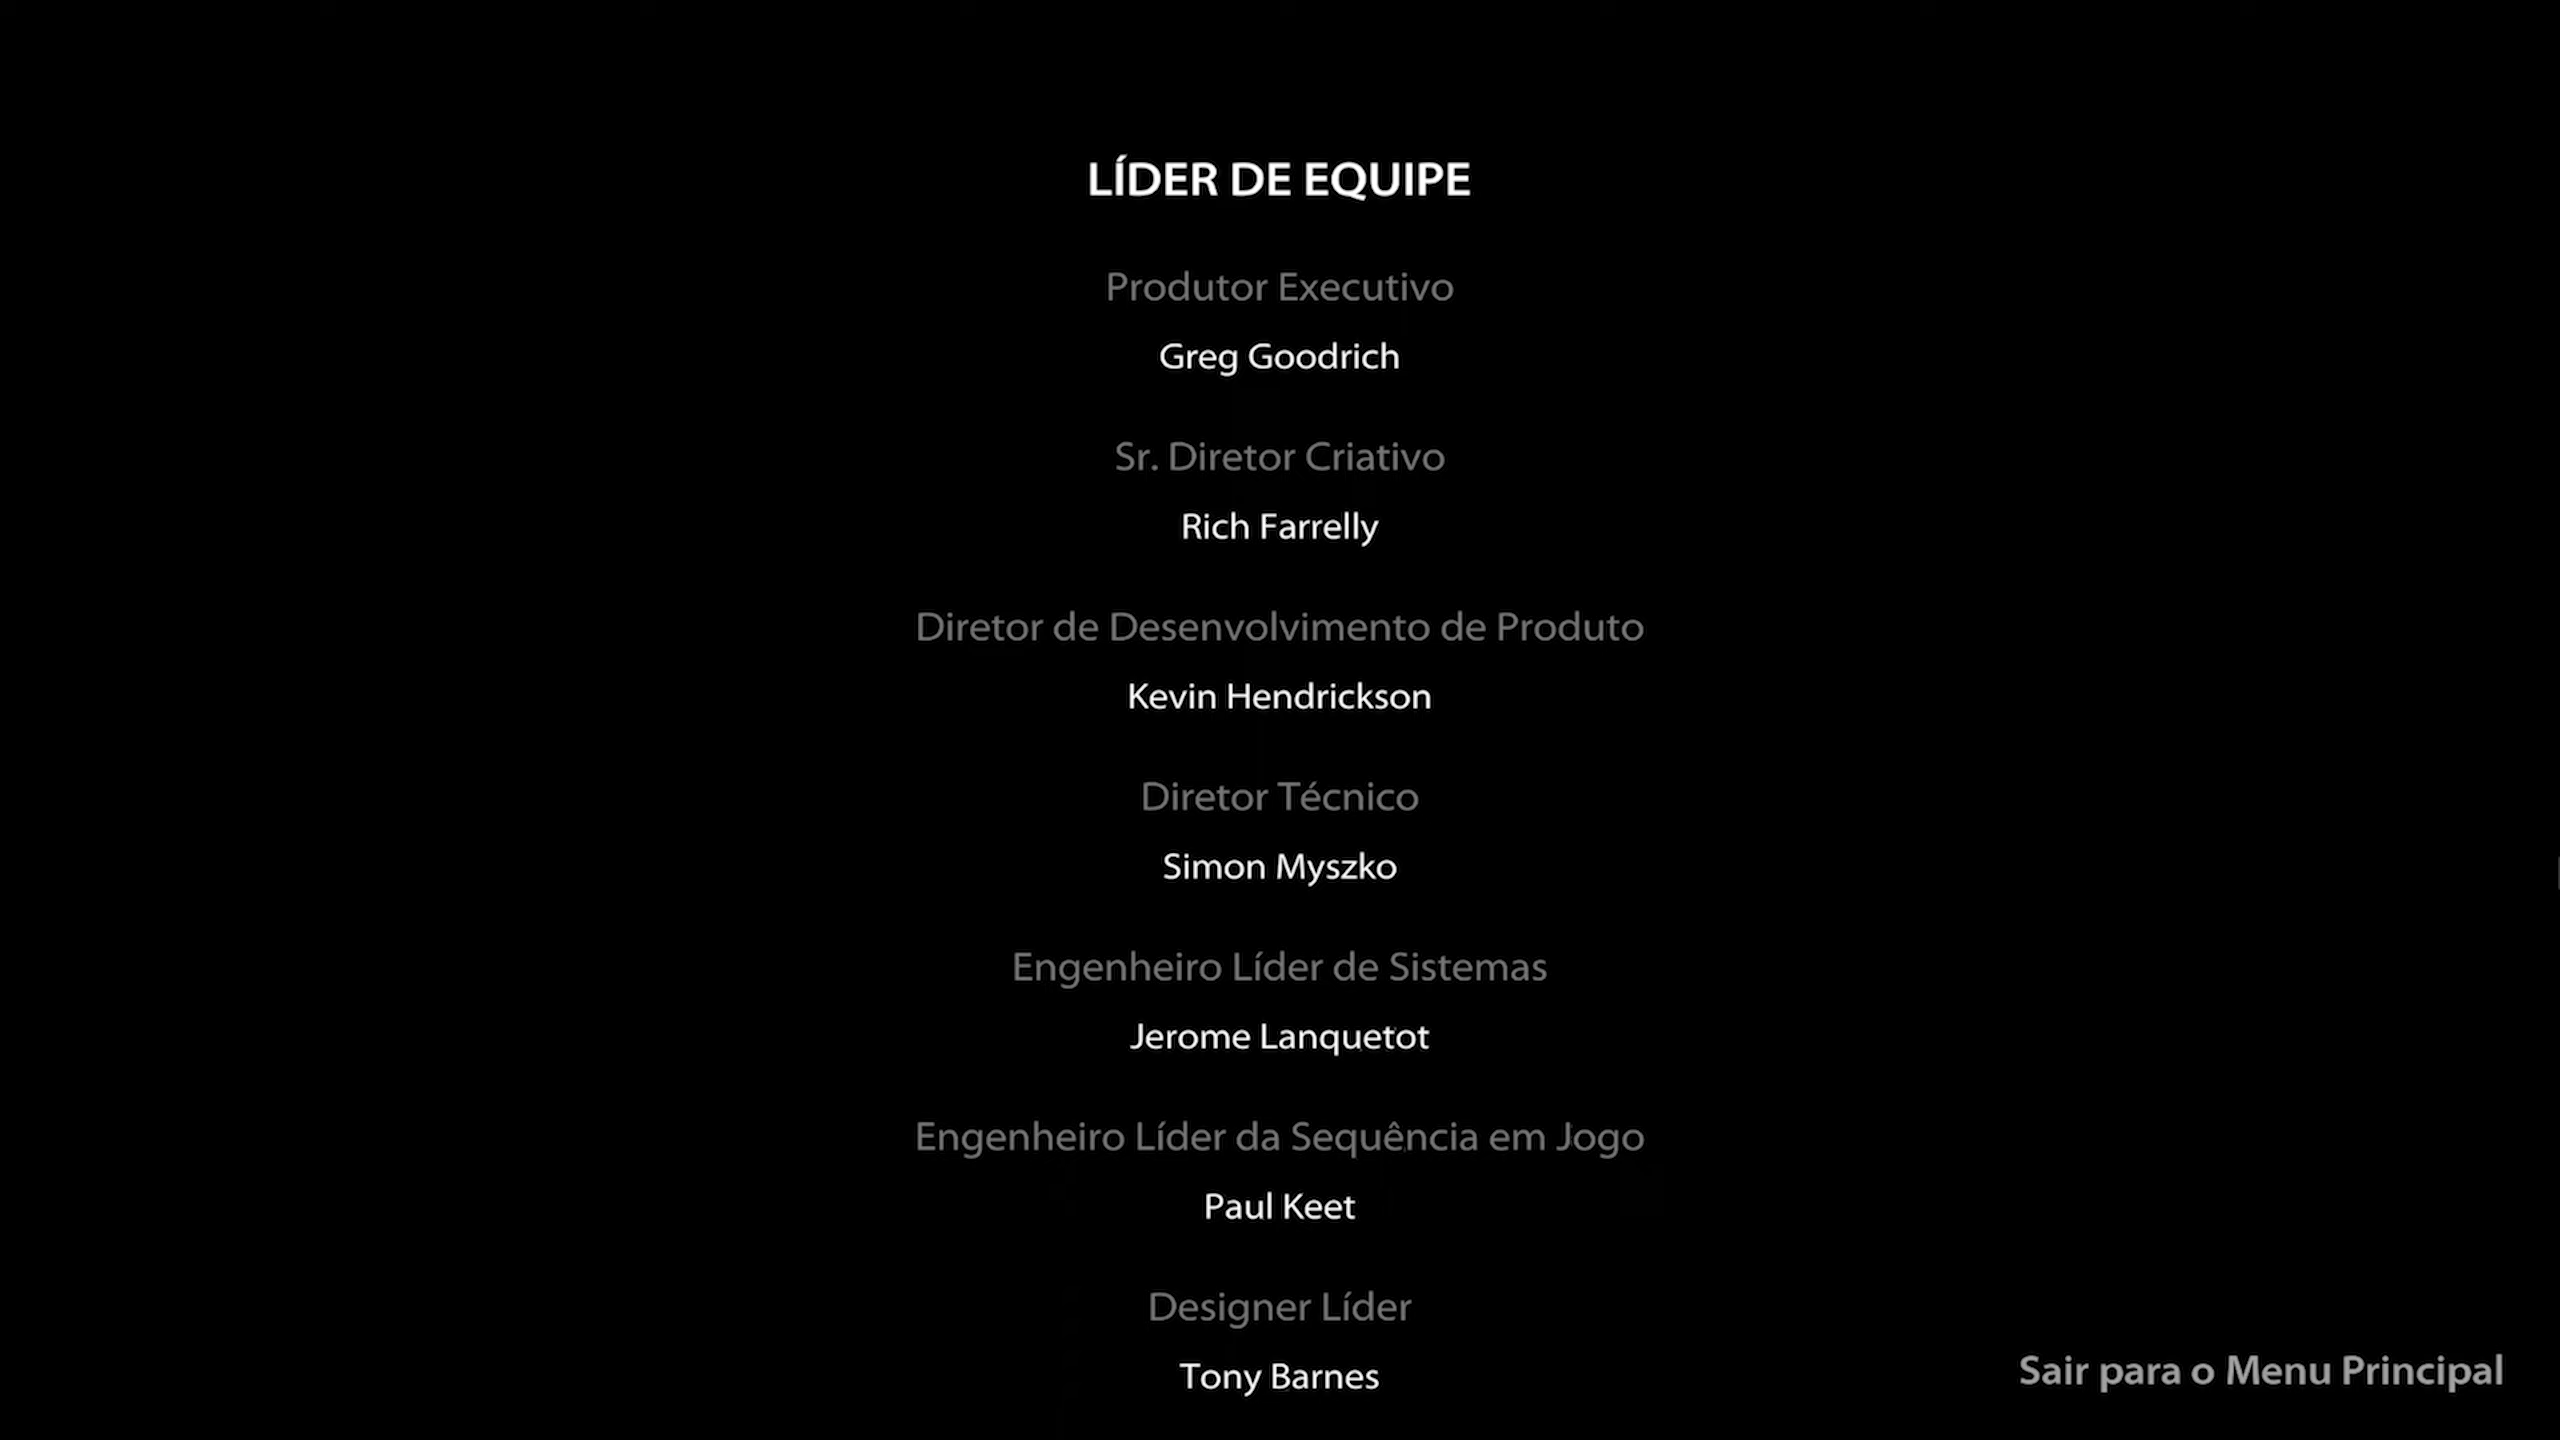 LÍDER DE EQUIPE
Produtor Executivo
Greg Goodrich
Sr. Diretor Criativo
Rich Farrelly
Diretor de Desenvolvimento de Produto
Kevin Hendrickson
Diretor Técnico
Simon Myszko
Engenheiro Líder de Sistemas
Jerome Lanquetot
Engenheiro Líder da Sequência em Jogo
Paul Keet
Designer Líder
Tony Barnes
Sair para o Menu Principal